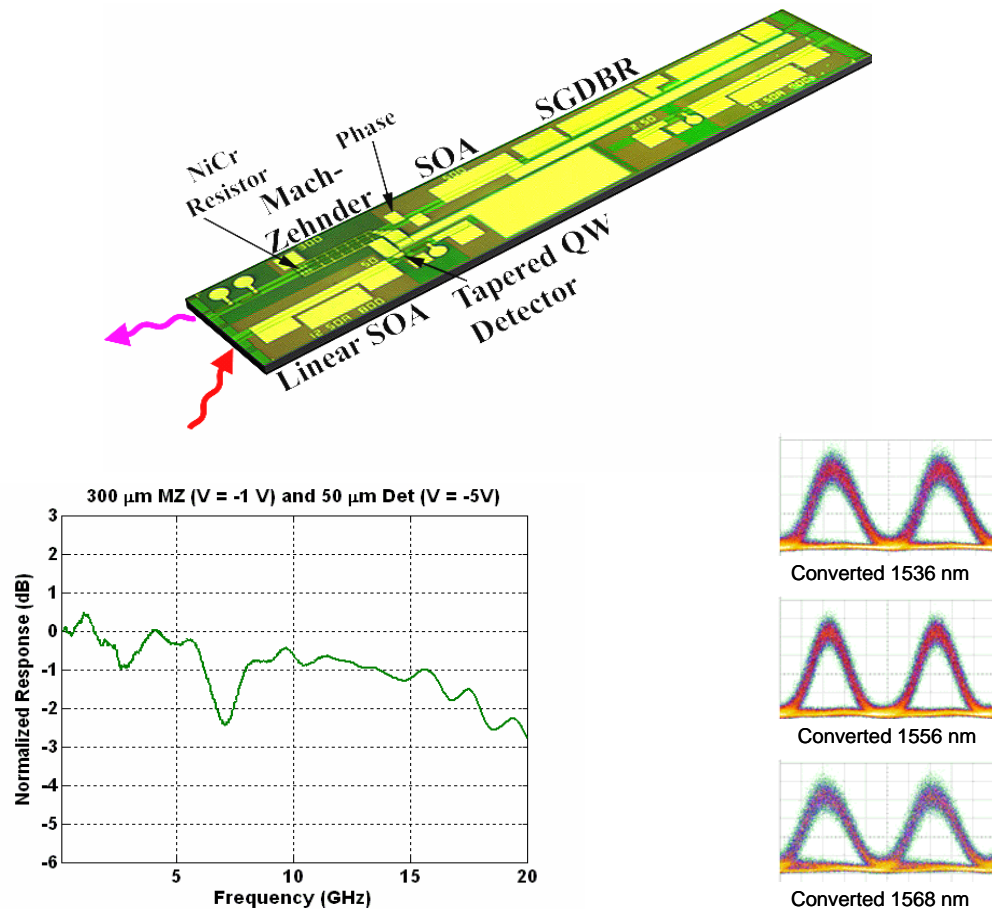 SGDBR
SOA
Phase
NiCr
Resistor
Mach-
Zehnder
Tapered QW
Detector
Linear SOA
300
50
300 μm MZ (V = -1 V) and 50 μm Det (V = -5V)
Normalized Response (dB)
3
2
1
0
-1
-2
-3
-4
-5
-6
5
10
15
20
Frequency (GHz)
Converted 1536 nm
Converted 1556 nm
Converted 1568 nm